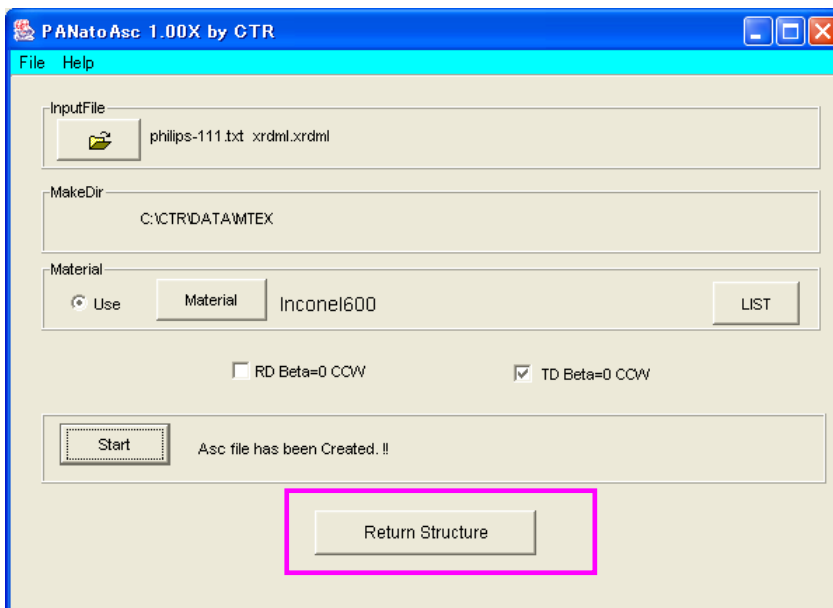 PANatoAsc 1.00X by CTR
File Help
InputFile
philips-111.txt xrdml.xrdml
MakeDir
C:\CTR\DATA\MTEX
Material
Use Material Inconel600 LIST
RD Beta=0 CCW TD Beta=0 CCW
Start Asc file has been Created. !!
Return Structure